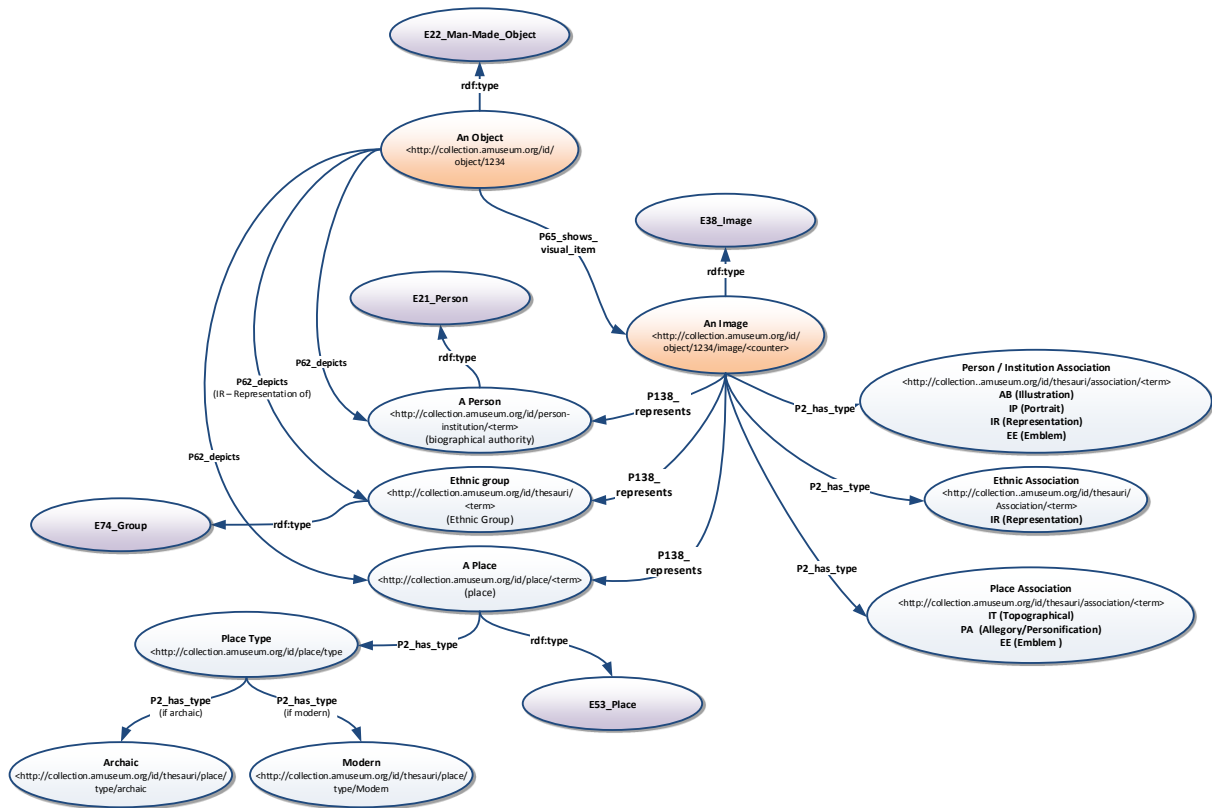 E22_Man-Made_Object
rdf:type
An Object
<http://collection.amuseum.org/id/
object/1234
P65_shows_
visual_item
E38_Image
rdf:type
An Image
<http://collection.amuseum.org/id/
object/1234/image/<counter>
E21_Person
rdf:type
P62_depicts
P62_depicts
(IR – Representation of)
P62_depicts
A Person
<http://collection.amuseum.org/id/person-
institution/<term>
(biographical authority)
P138_
represents
P2_has_type
Person / Institution Association
<http://collection..amuseum.org/id/thesauri/association/<term>
AB (Illustration)
IP (Portrait)
IR (Representation)
EE (Emblem)
Ethnic group
<http://collection.amuseum.org/id/thesauri/
<term>
(Ethnic Group)
P138_
represents
P2_has_type
Ethnic Association
<http://collection..amuseum.org/id/thesauri/
Association/<term>
IR (Representation)
E74_Group
rdf:type
A Place
<http://collection.amuseum.org/id/place/<term>
(place)
P138_
represents
P2_has_type
Place Association
<http://collection.amuseum.org/id/thesauri/association/<term>
IT (Topographical)
PA (Allegory/Personification)
EE (Emblem )
Place Type
<http://collection.amuseum.org/id/place/type
P2_has_type
rdf:type
E53_Place
P2_has_type
(if archaic)
P2_has_type
(if modern)
Archaic
<http://collection.amuseum.org/id/thesauri/place/
type/archaic
Modern
<http://collection.amuseum.org/id/thesauri/place/
type/Modern